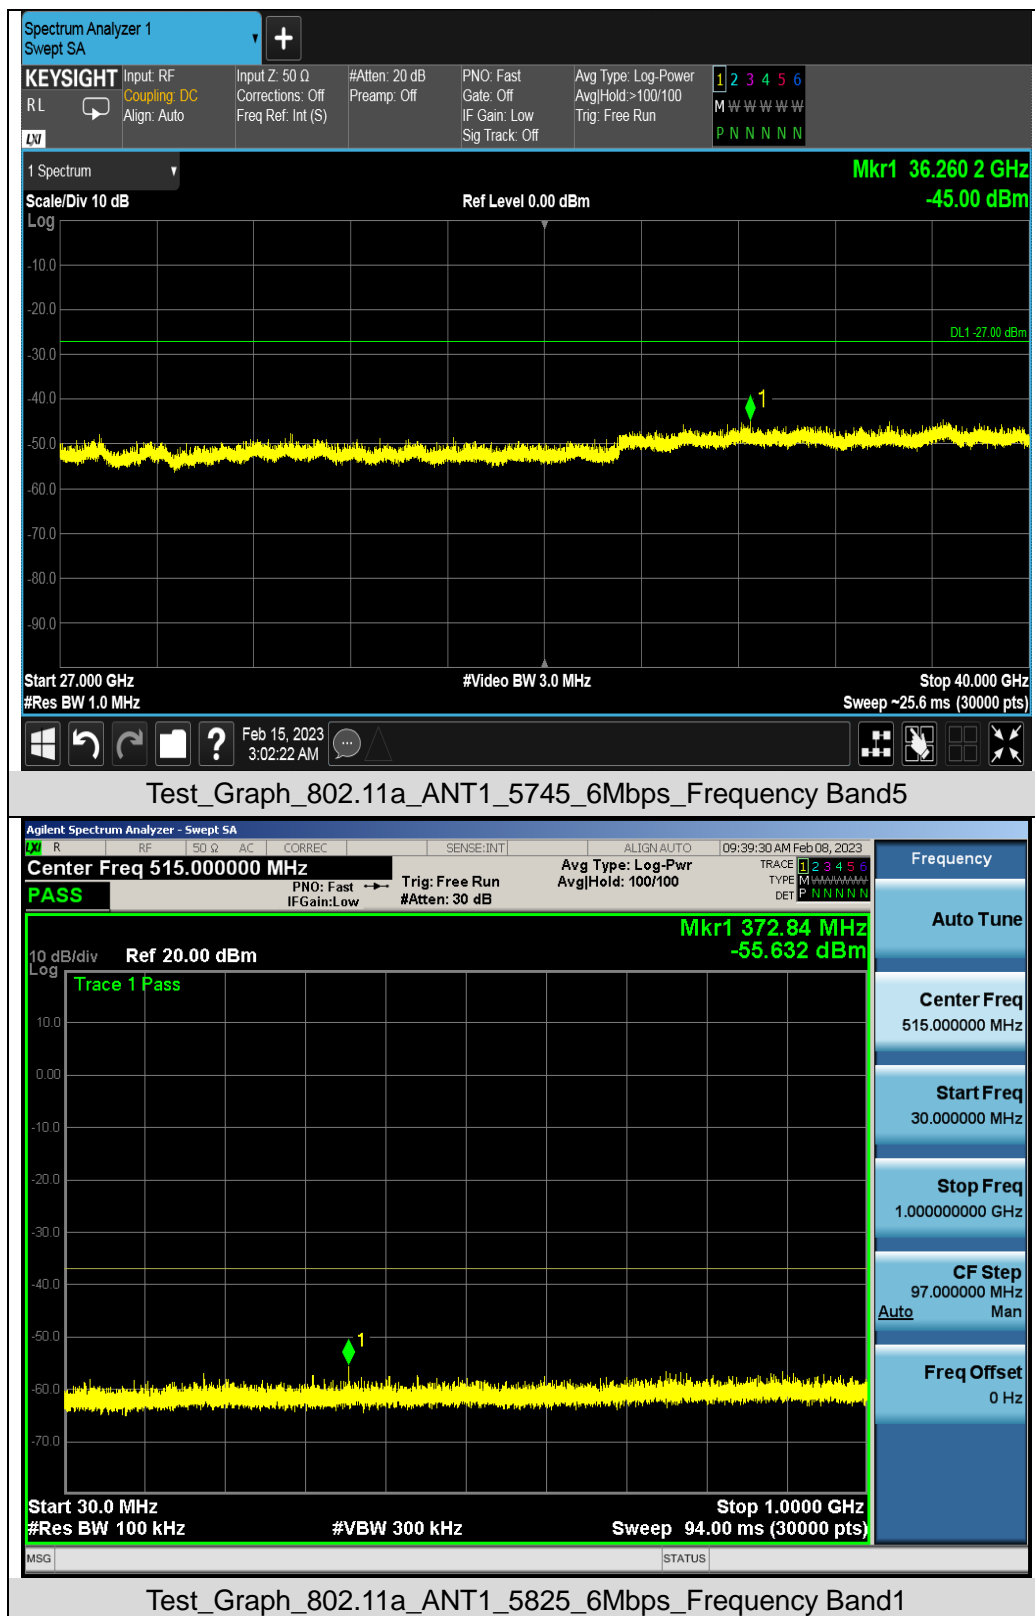 Spectrum Analyzer 1
Swept SA
+
KEYSIGHT Input: RF Input Z: 50 Ω #Atten: 20 dB PNO: Fast Avg Type: Log-Power 1 2 3 4 5 6
RL Coupling: DC Corrections: Off Preamp: Off Gate: Off Avg|Hold:>100/100 M W W W W W
Align: Auto Freq Ref: Int (S) IF Gain: Low Trig: Free Run
LXI Sig Track: Off P N N N N N
1 Spectrum Mkr1 36.260 2 GHz
Scale/Div 10 dB Ref Level 0.00 dBm -45.00 dBm
Log
-10.0
-20.0
DL1 -27.00 dBm
-30.0
-40.0
1
-50.0
-60.0
-70.0
-80.0
-90.0
Start 27.000 GHz #Video BW 3.0 MHz Stop 40.000 GHz
#Res BW 1.0 MHz Sweep ~25.6 ms (30000 pts)
? Feb 15, 2023
3:02:22 AM
Test_Graph_802.11a_ANT1_5745_6Mbps_Frequency Band5
Agilent Spectrum Analyzer - Swept SA
LXI R RF 50 Ω AC CORREC SENSE:INT ALIGN AUTO 09:39:30 AM Feb 08, 2023
Center Freq 515.000000 MHz Avg Type: Log-Pwr TRACE 1 2 3 4 5 6
PASS PNO: Fast Trig: Free Run Avg|Hold: 100/100 TYPE M W W W W W
IFGain:Low #Atten: 30 dB DET P N N N N N
Mkr1 372.84 MHz
10 dB/div Ref 20.00 dBm -55.632 dBm
Log
Trace 1 Pass
10.0
0.00
-10.0
-20.0
-30.0
-40.0
-50.0
1
-60.0
-70.0
Start 30.0 MHz Stop 1.0000 GHz
#Res BW 100 kHz #VBW 300 kHz Sweep 94.00 ms (30000 pts)
MSG STATUS
Frequency
Auto Tune
Center Freq
515.000000 MHz
Start Freq
30.000000 MHz
Stop Freq
1.000000000 GHz
CF Step
97.000000 MHz
Auto Man
Freq Offset
0 Hz
Test_Graph_802.11a_ANT1_5825_6Mbps_Frequency Band1